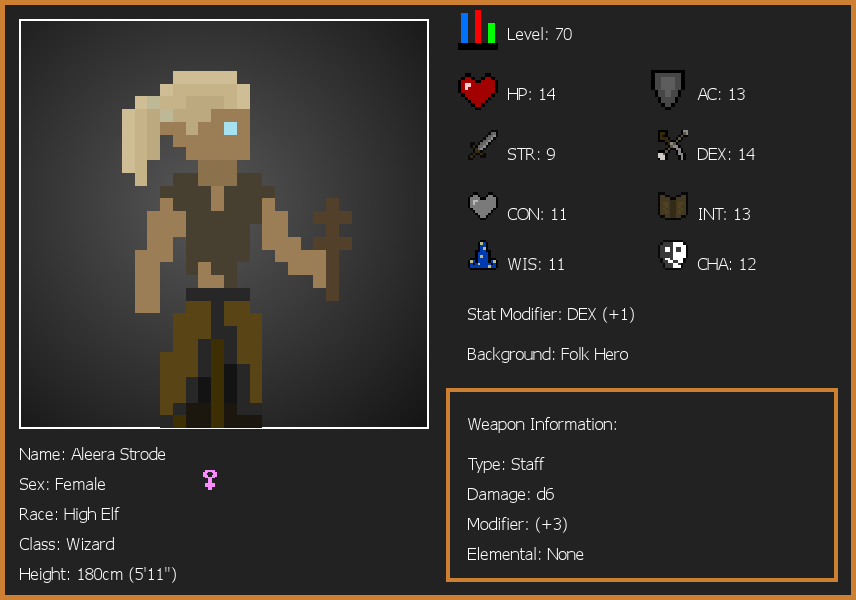 Level: 70
HP: 14
AC: 13
STR: 9
DEX: 14
CON: 11
INT: 13
WIS: 11
CHA: 12
Stat Modifier: DEX (+1)
Background: Folk Hero
Weapon Information:
Type: Staff
Damage: d6
Modifier: (+3)
Elemental: None
Name: Aleera Strode
Sex: Female
Race: High Elf
Class: Wizard
Height: 180cm (5'11")